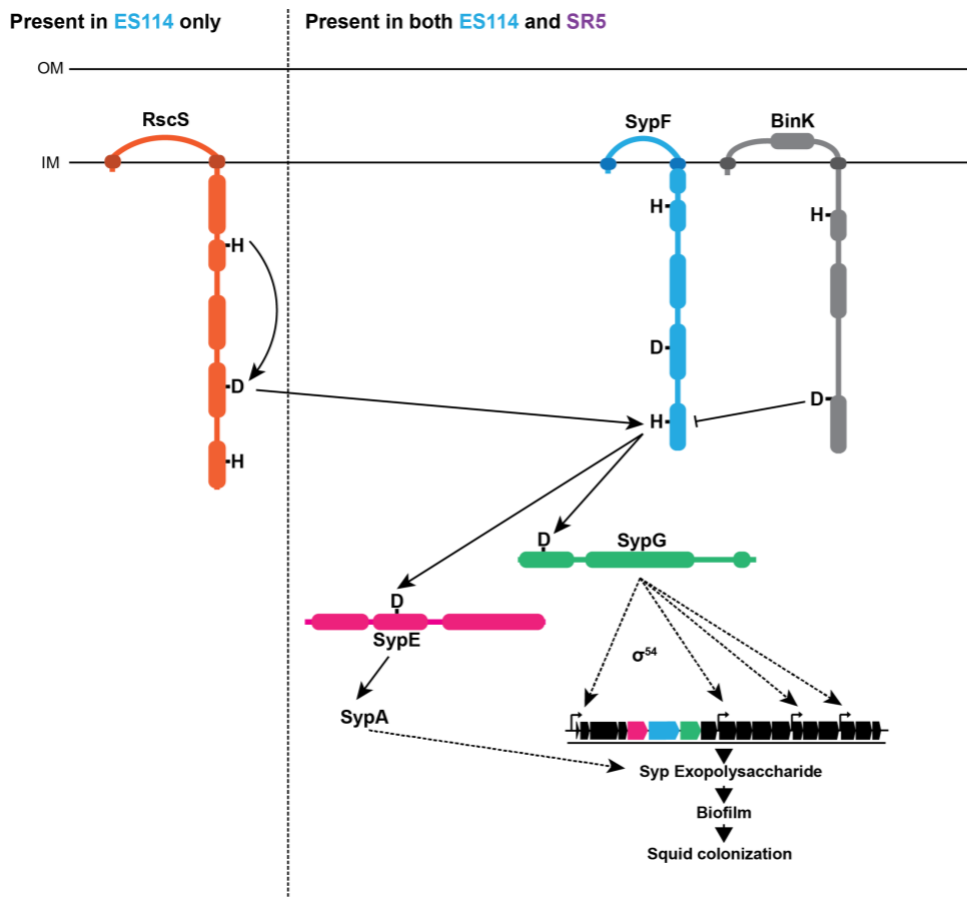 Present in ES114 only
Present in both ES114 and SR5
OM
RscS
SypF
BinK
IM
H
H
H
D
D
D
H
H
D
SypG
D
SypE
σ54
SypA
Syp Exopolysaccharide
Biofilm
Squid colonization